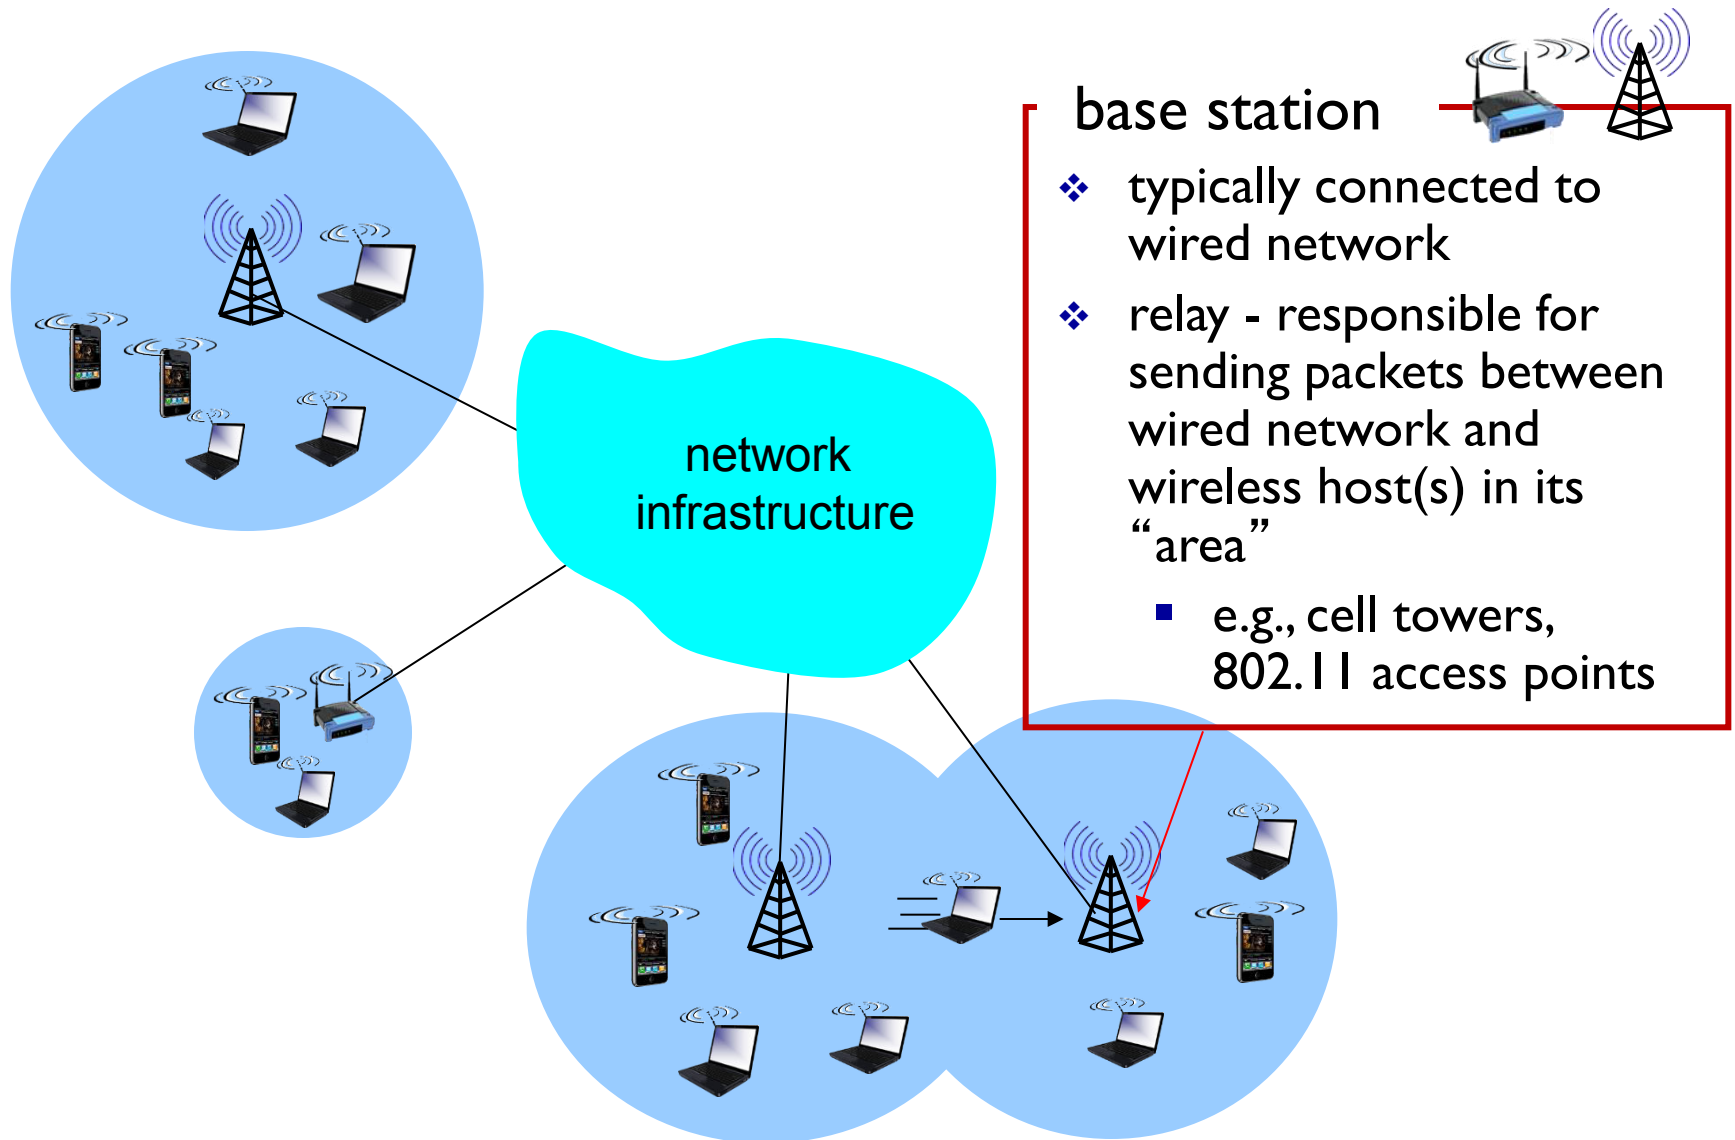 base station
❖ typically connected to
wired network
❖ relay - responsible for
sending packets between
wired network and
wireless host(s) in its
“area”
▪ e.g., cell towers,
802.11 access points
network
infrastructure